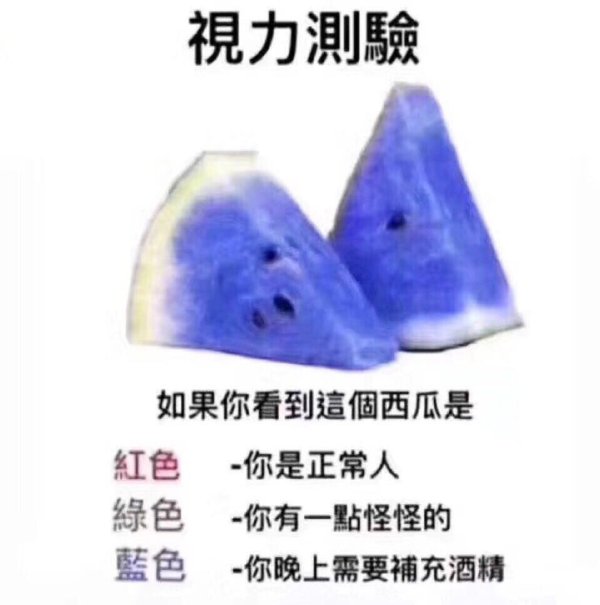 視力測驗
如果你看到這個西瓜是
紅色 -你是正常人
綠色 -你有一點怪怪的
藍色 -你晚上需要補充酒精